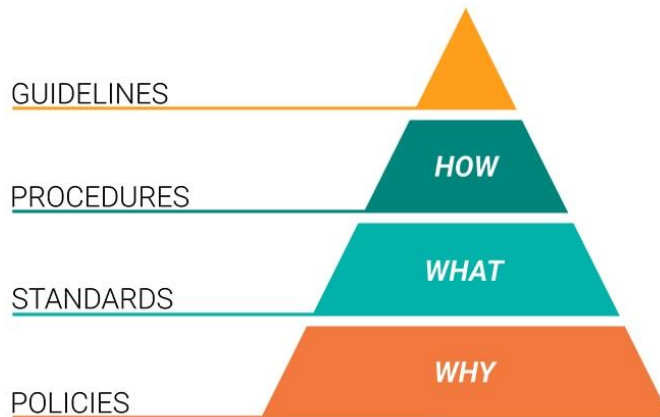 GUIDELINES
PROCEDURES
HOW
STANDARDS
WHAT
POLICIES
WHY